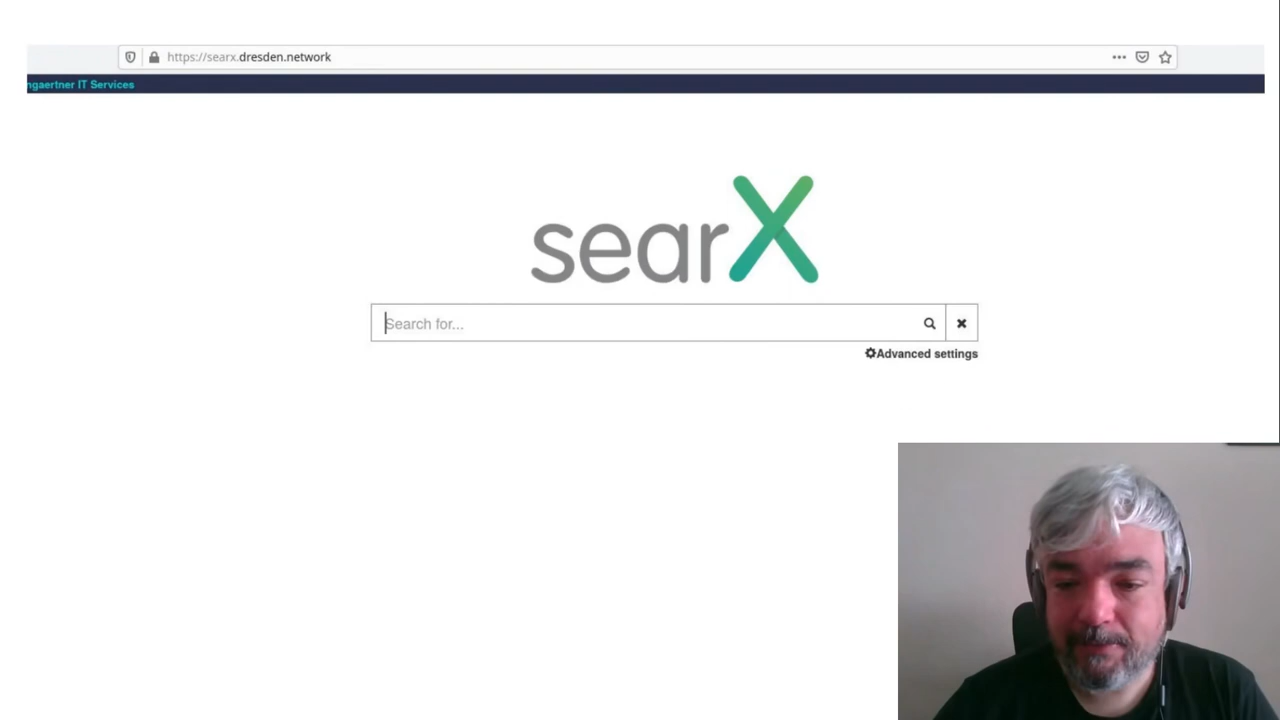 https://searx.dresden.network
ngaertner IT Services
searX
Search for...
Advanced settings